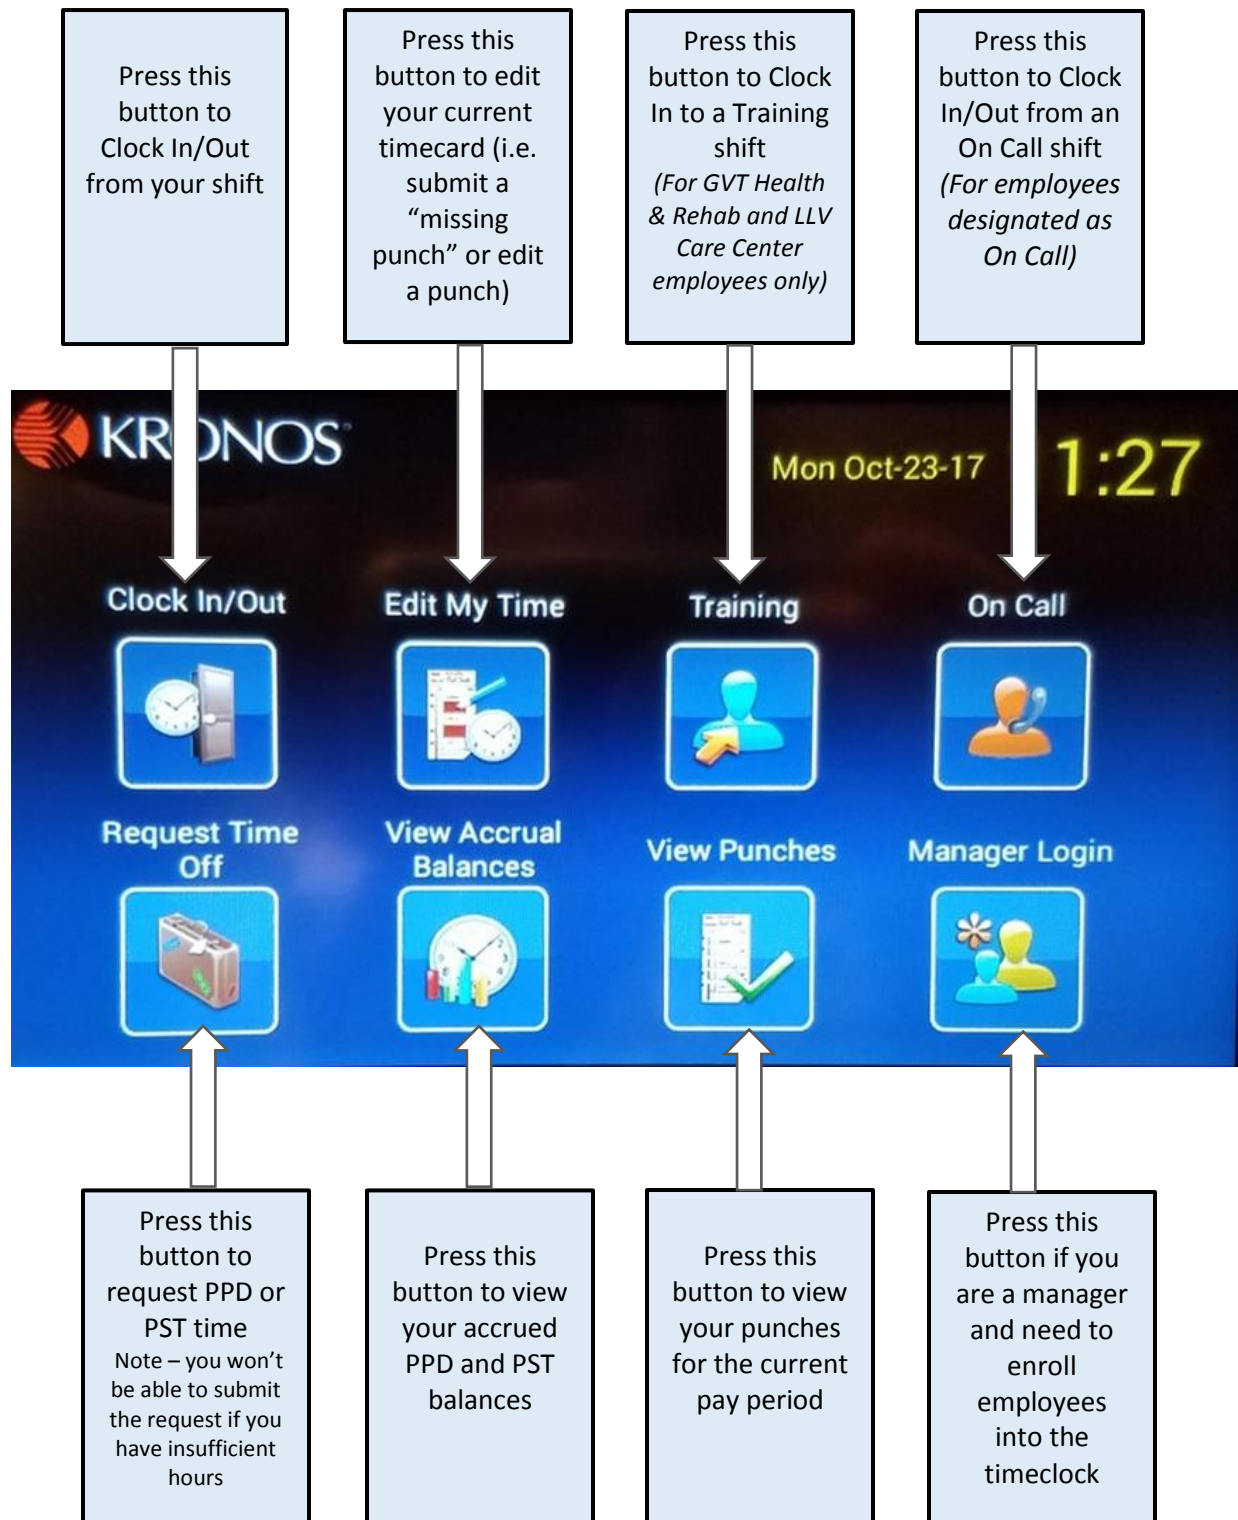 Press this
button to
Clock In/Out
from your shift
Press this
button to edit
your current
timecard (i.e.
submit a
“missing
punch” or edit
a punch)
Press this
button to Clock
In to a Training
shift
(For GVT Health
& Rehab and LLV
Care Center
employees only)
Press this
button to Clock
In/Out from an
On Call shift
(For employees
designated as
On Call)
KRONOS
Mon Oct-23-17
1:27
Clock In/Out
Edit My Time
Training
On Call
Request Time
Off
View Accrual
Balances
View Punches
Manager Login
Press this
button to
request PPD or
PST time
Note – you won’t
be able to submit
the request if you
have insufficient
hours
Press this
button to view
your accrued
PPD and PST
balances
Press this
button to view
your punches
for the current
pay period
Press this
button if you
are a manager
and need to
enroll
employees
into the
timeclock